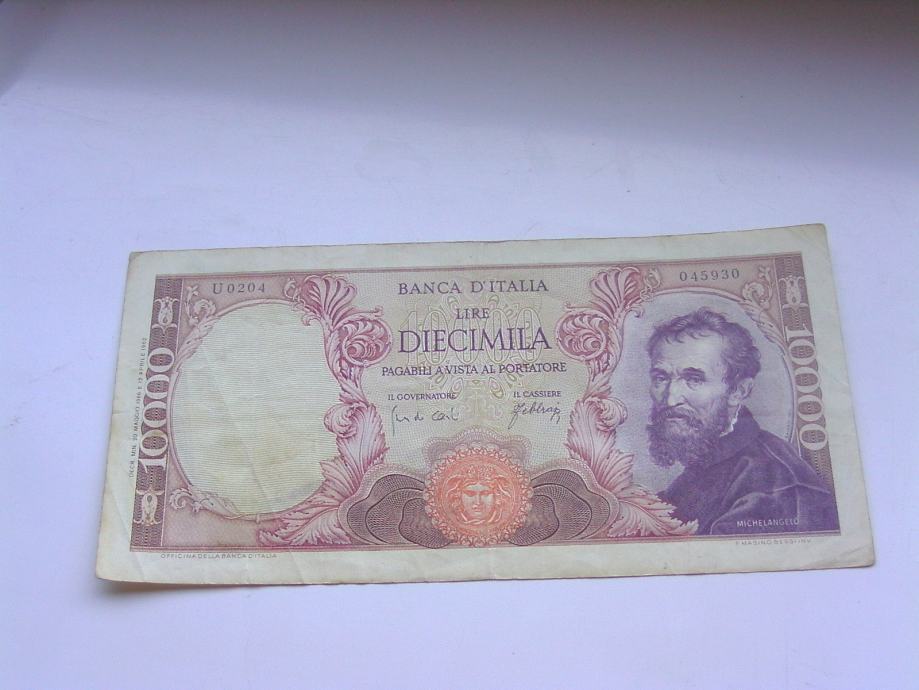 U 0204
045930
BANCA D'ITALIA
LIRE
DIECIMILA
PAGABILI A VISTA AL PORTATORE
IL GOVERNATORE
IL CASSIERE
10000
10000
MICHELANGELO
OFFICINA DELLA BANCA D'ITALIA